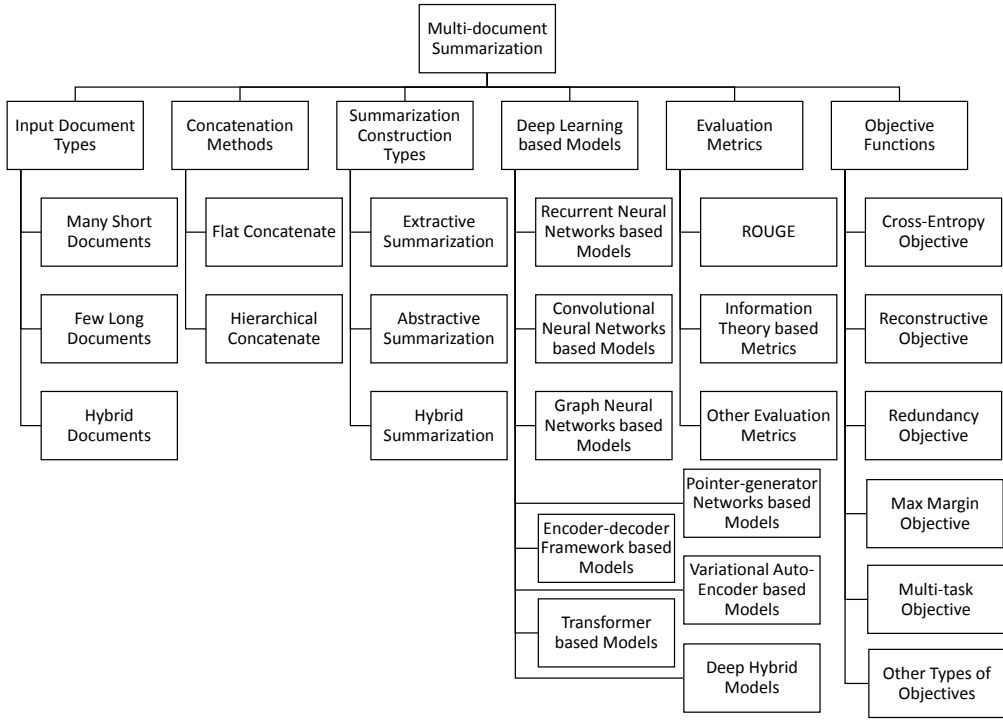 Multi-document
Summarization
Input Document
Types
Concatenation
Methods
Summarization
Construction
Types
Deep Learning
based Models
Evaluation
Metrics
Objective
Functions
Many Short
Documents
Few Long
Documents
Hybrid
Documents
Flat Concatenate
Hierarchical
Concatenate
Extractive
Summarization
Abstractive
Summarization
Hybrid
Summarization
Recurrent Neural
Networks based
Models
Convolutional
Neural Networks
based Models
Graph Neural
Networks based
Models
Pointer-generator
Networks based
Models
Encoder-decoder
Framework based
Models
Variational Auto-
Encoder based
Models
Transformer
based Models
Deep Hybrid
Models
ROUGE
Information
Theory based
Metrics
Other Evaluation
Metrics
Cross-Entropy
Objective
Reconstructive
Objective
Redundancy
Objective
Max Margin
Objective
Multi-task
Objective
Other Types of
Objectives